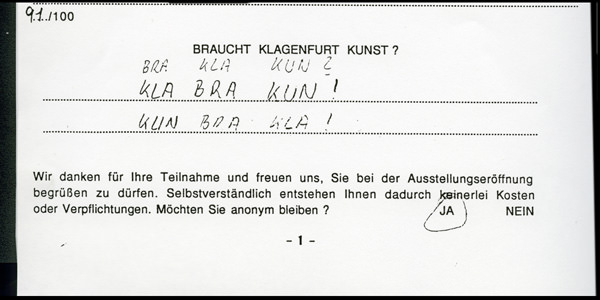 91./100
BRAUCHT KLAGENFURT KUNST ?
BRA KLA KUN ?
KLA BRA KUN !
KUN BRA KLA !
Wir danken für Ihre Teilnahme und freuen uns, Sie bei der Ausstellungseröffnung
begrüßen zu dürfen. Selbstverständlich entstehen Ihnen dadurch keinerlei Kosten
oder Verpflichtungen. Möchten Sie anonym bleiben ? JA NEIN
- 1 -